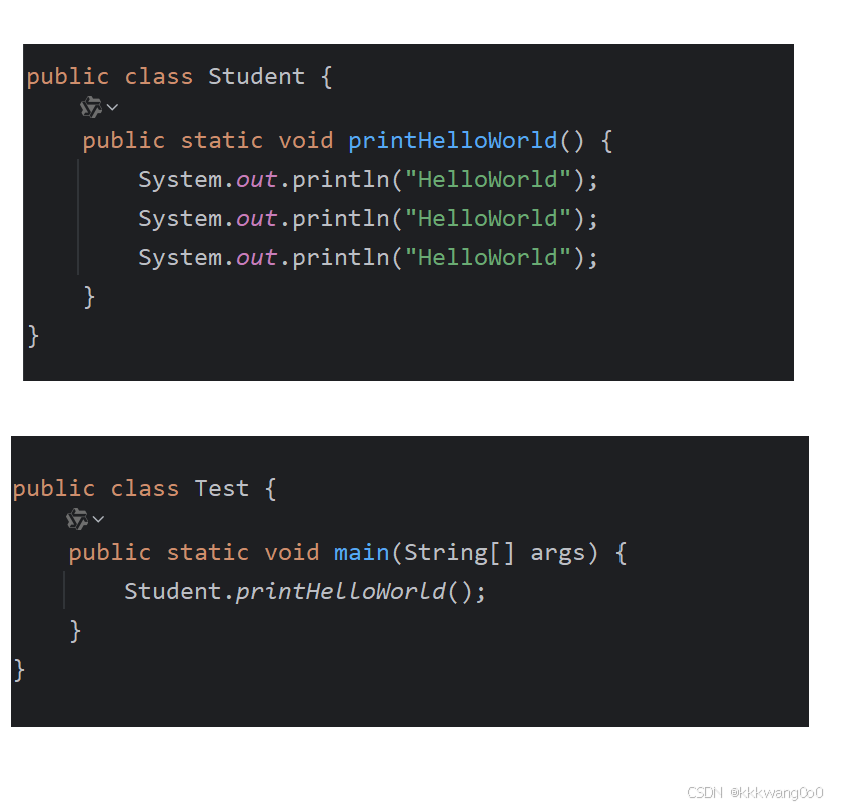 public class Student {
public static void printHelloWorld() {
System.out.println("HelloWorld");
System.out.println("HelloWorld");
System.out.println("HelloWorld");
}
}
public class Test {
public static void main(String[] args) {
Student.printHelloWorld();
}
}
CSDN @kkkwang0o0